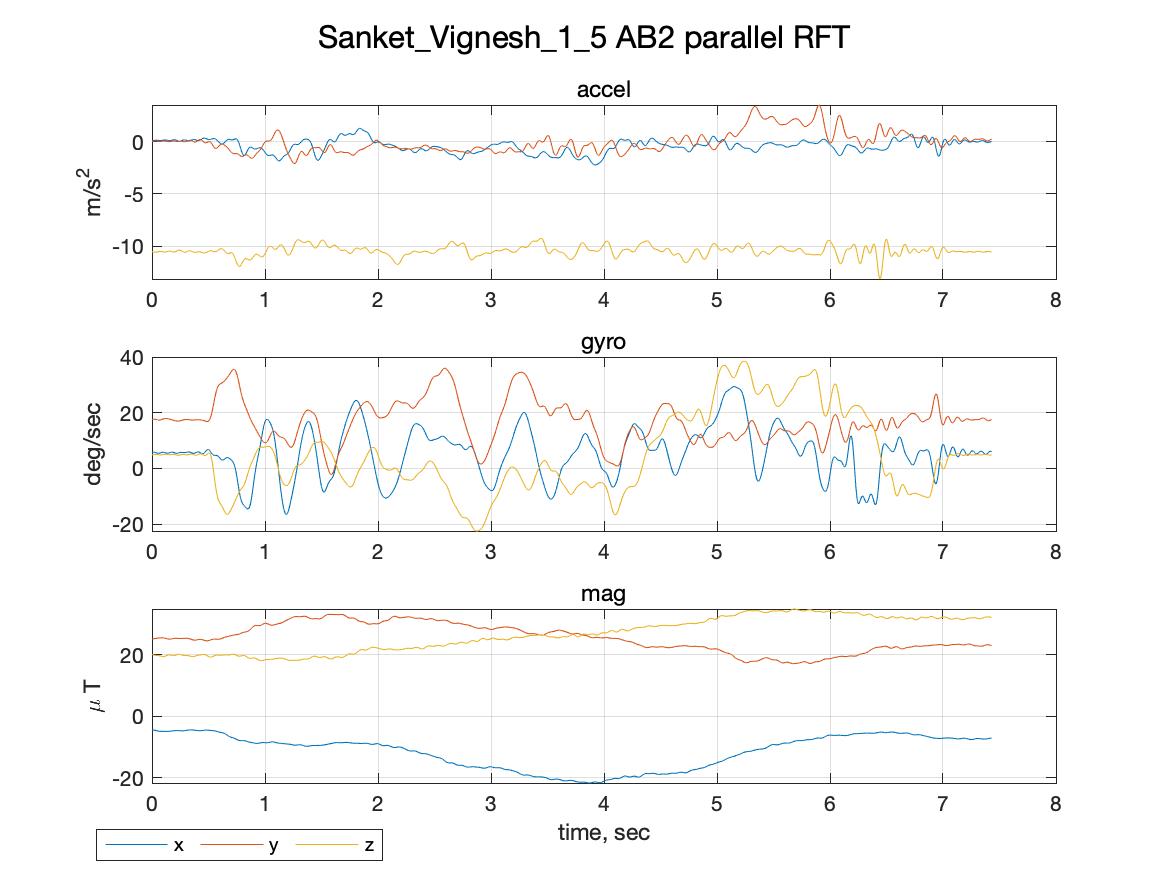 Sanket_Vignesh_1_5 AB2 parallel RFT
accel
m/s²
0
-5
-10
0 1 2 3 4 5 6 7 8
gyro
deg/sec
40
20
0
-20
0 1 2 3 4 5 6 7 8
mag
μ T
20
0
-20
0 1 2 3 4 5 6 7 8
time, sec
x y z